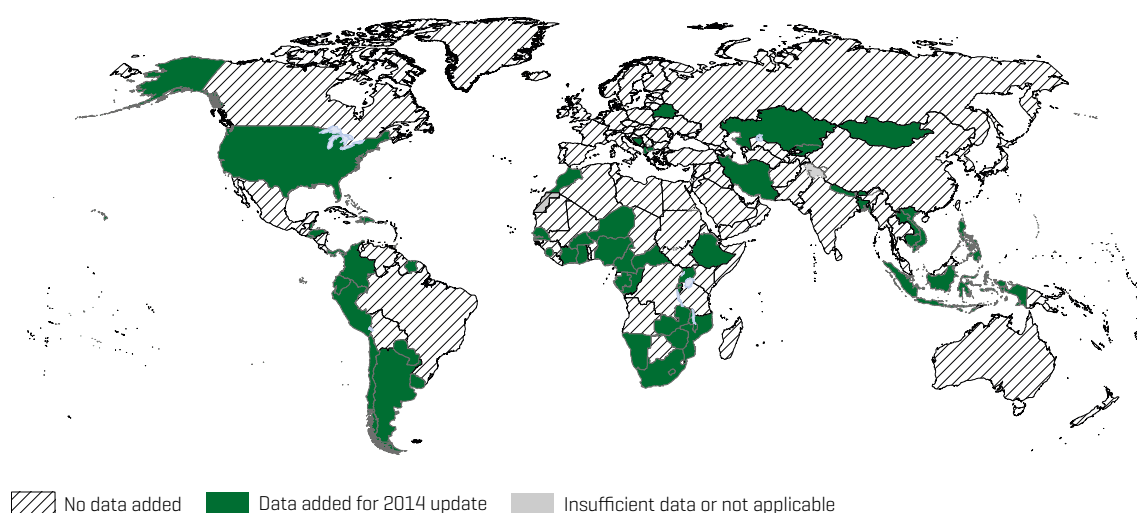 No data added Data added for 2014 update Insufficient data or not applicable